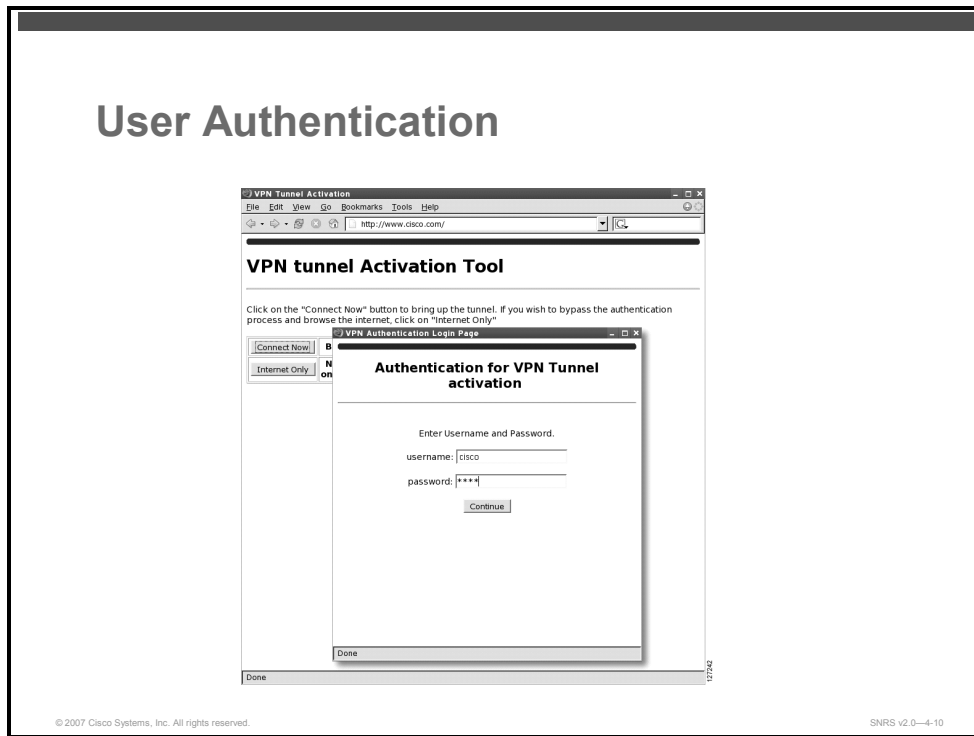 User Authentication
VPN Tunnel Activation
File Edit View Go Bookmarks Tools Help
http://www.cisco.com/
VPN tunnel Activation Tool
Click on the "Connect Now" button to bring up the tunnel. If you wish to bypass the authentication
process and browse the internet, click on "Internet Only"
Connect Now B
Internet Only N
on
VPN Authentication Login Page
Authentication for VPN Tunnel
activation
Enter Username and Password.
username: cisco
password: ****
Continue
Done
Done
127242
© 2007 Cisco Systems, Inc. All rights reserved.
SNRS v2.0—4-10